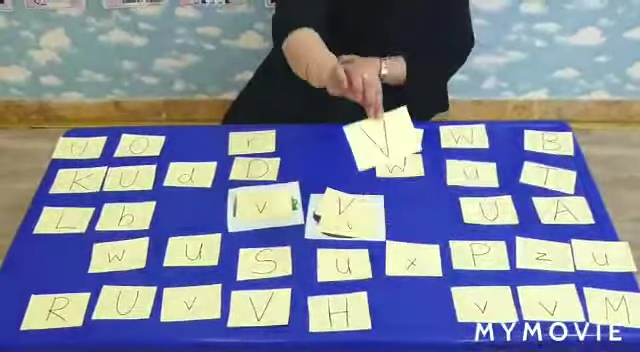 u O r W B
K U d D V w u T
L b v V U A
w u S u x P z u
R U v V H v v M
MYMOVIE